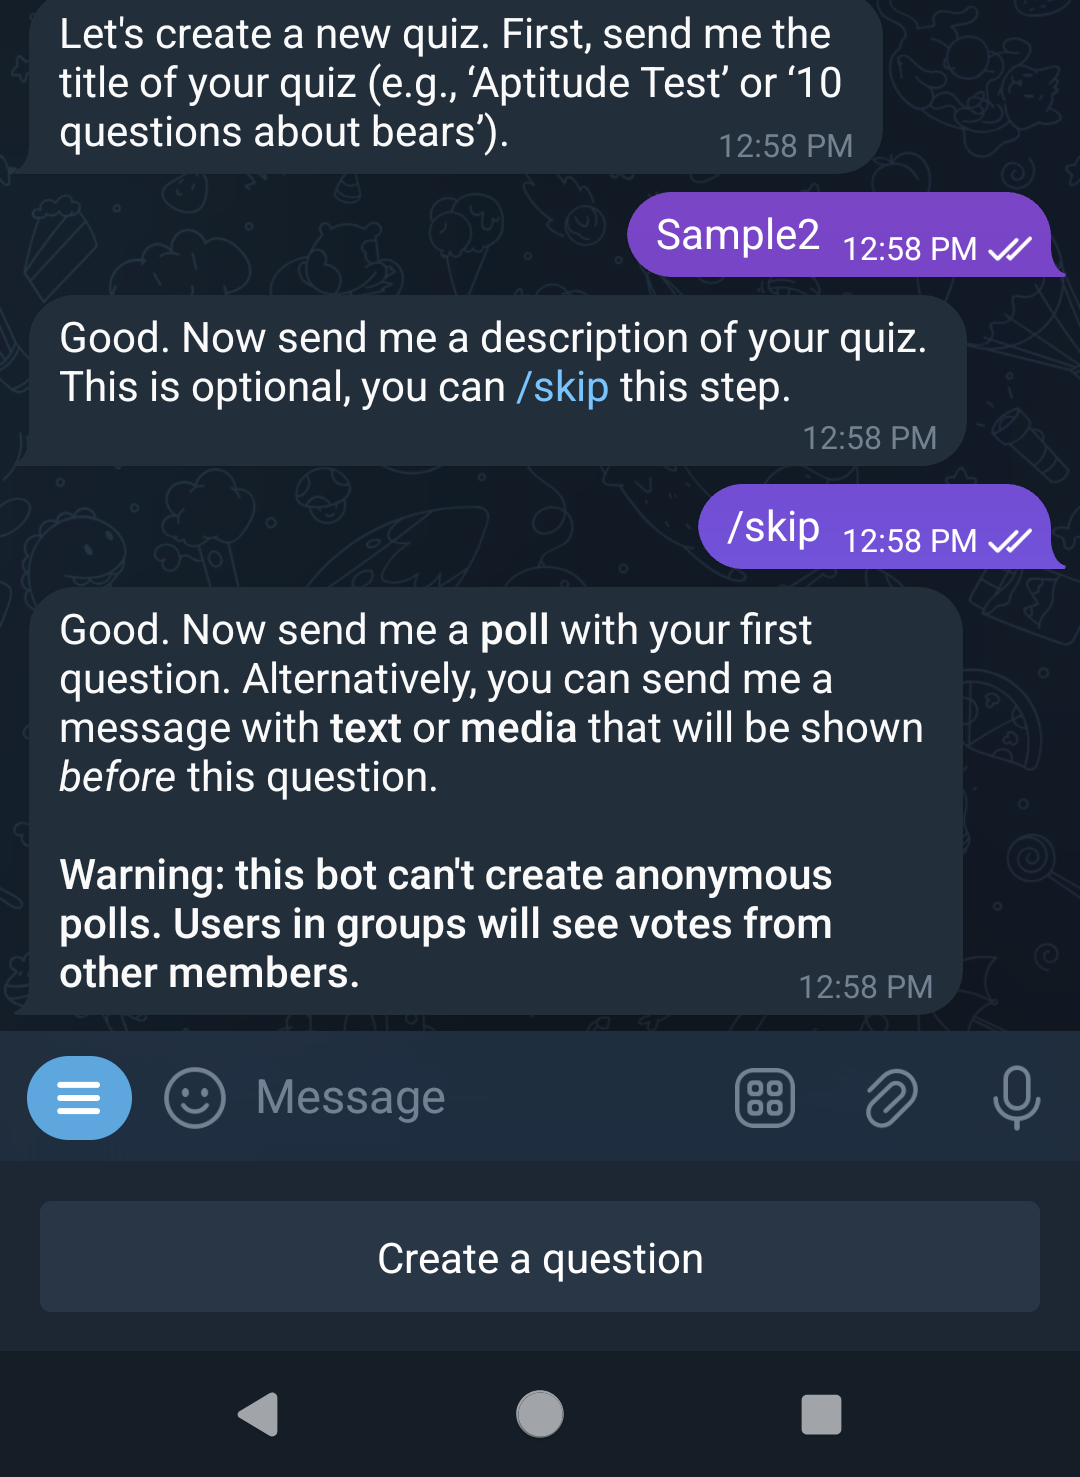 Let's create a new quiz. First, send me the
title of your quiz (e.g., ‘Aptitude Test’ or ‘10
questions about bears’).
12:58 PM
Sample2 12:58 PM
Good. Now send me a description of your quiz.
This is optional, you can /skip this step.
12:58 PM
/skip 12:58 PM
Good. Now send me a poll with your first
question. Alternatively, you can send me a
message with text or media that will be shown
before this question.
Warning: this bot can't create anonymous
polls. Users in groups will see votes from
other members.
12:58 PM
Message
Create a question